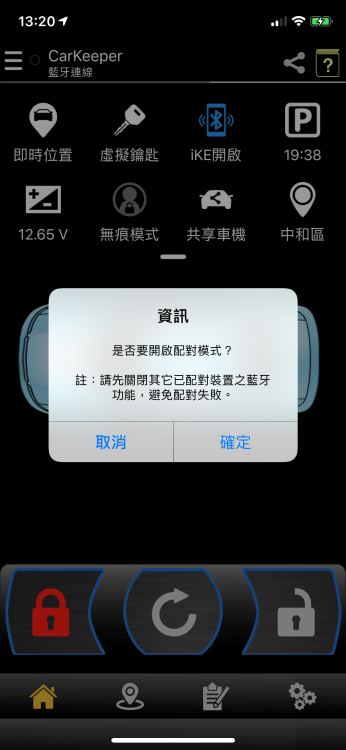 13:20
CarKeeper
藍牙連線
?
即時位置
虛擬鑰匙
iKE開啟
P
19:38
12.65 V
無痕模式
共享車機
中和區
資訊
是否要開啟配對模式？
註：請先關閉其它已配對裝置之藍牙
功能，避免配對失敗。
取消
確定